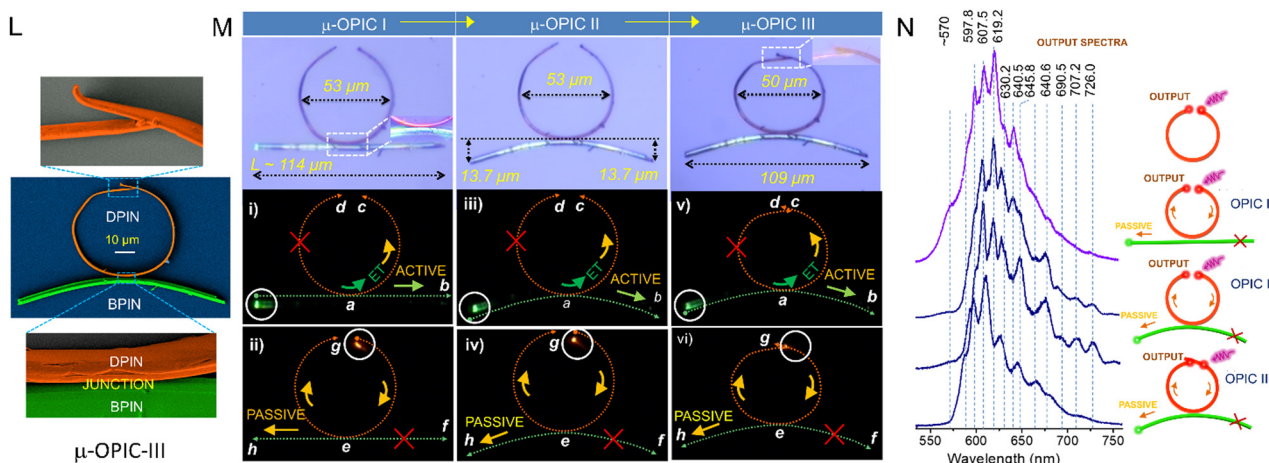 L
DPIN
10 µm
BPIN
DPIN
JUNCTION
BPIN
µ-OPIC-III
M
µ-OPIC I
µ-OPIC II
µ-OPIC III
53 µm
L ~ 114 µm
53 µm
13.7 µm
13.7 µm
50 µm
109 µm
i)
d
c
ET
ACTIVE
a
b
iii)
d
c
ET
ACTIVE
a
b
v)
d
c
ET
ACTIVE
a
b
ii)
g
PASSIVE
h
e
f
iv)
g
PASSIVE
h
e
f
vi)
g
PASSIVE
h
e
f
N
~570
597.8
607.5
619.2
OUTPUT SPECTRA
630.2
640.5
645.8
640.6
690.5
707.2
726.0
550
600
650
700
750
Wavelength (nm)
OUTPUT
OUTPUT
OPIC I
PASSIVE
OUTPUT
OPIC I
PASSIVE
OUTPUT
OPIC II
PASSIVE